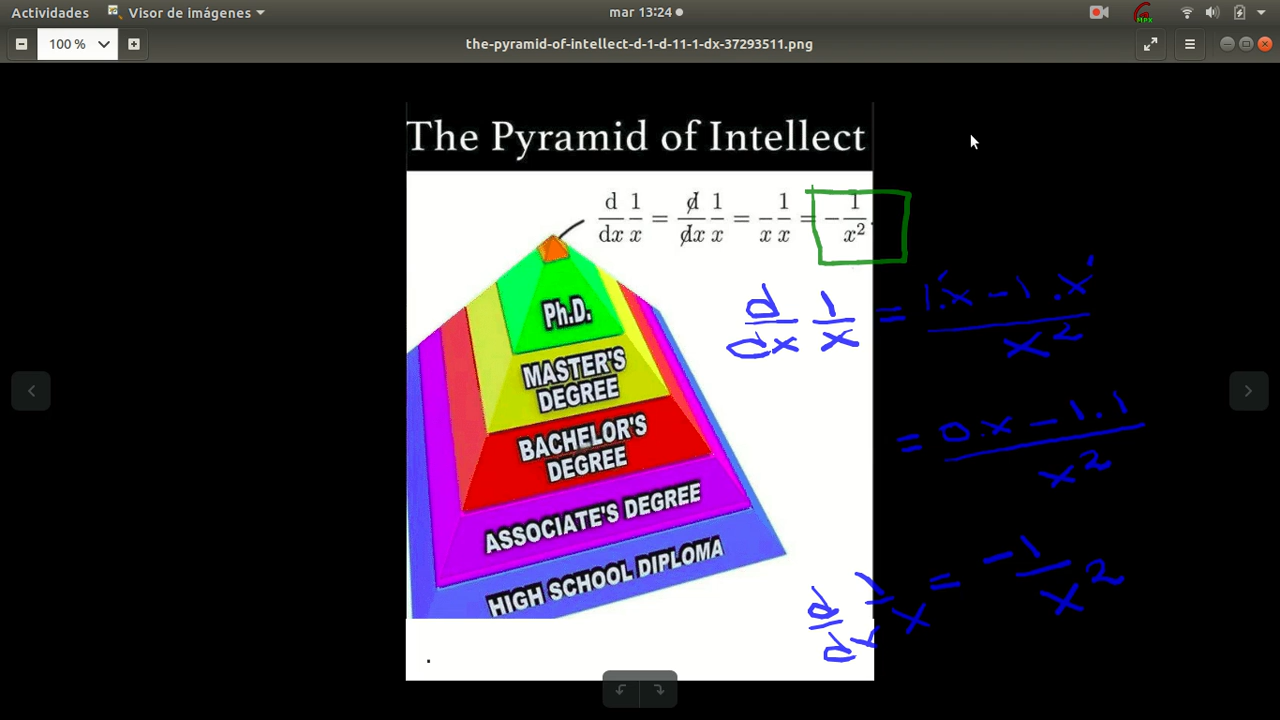 Actividades Visor de imágenes mar 13:24
100 % the-pyramid-of-intellect-d-1-d-11-1-dx-37293511.png
The Pyramid of Intellect
d/dx 1/x = d̸/d̸x 1/x = - 1/x x = - 1/x².
d/dx 1/x = 1'.x - 1 .x' / x²
Ph.D.
MASTER'S
DEGREE
= 0.x - 1.1 / x²
BACHELOR'S
DEGREE
ASSOCIATE'S DEGREE
HIGH SCHOOL DIPLOMA
d/dx 1/x = -1/x²
.